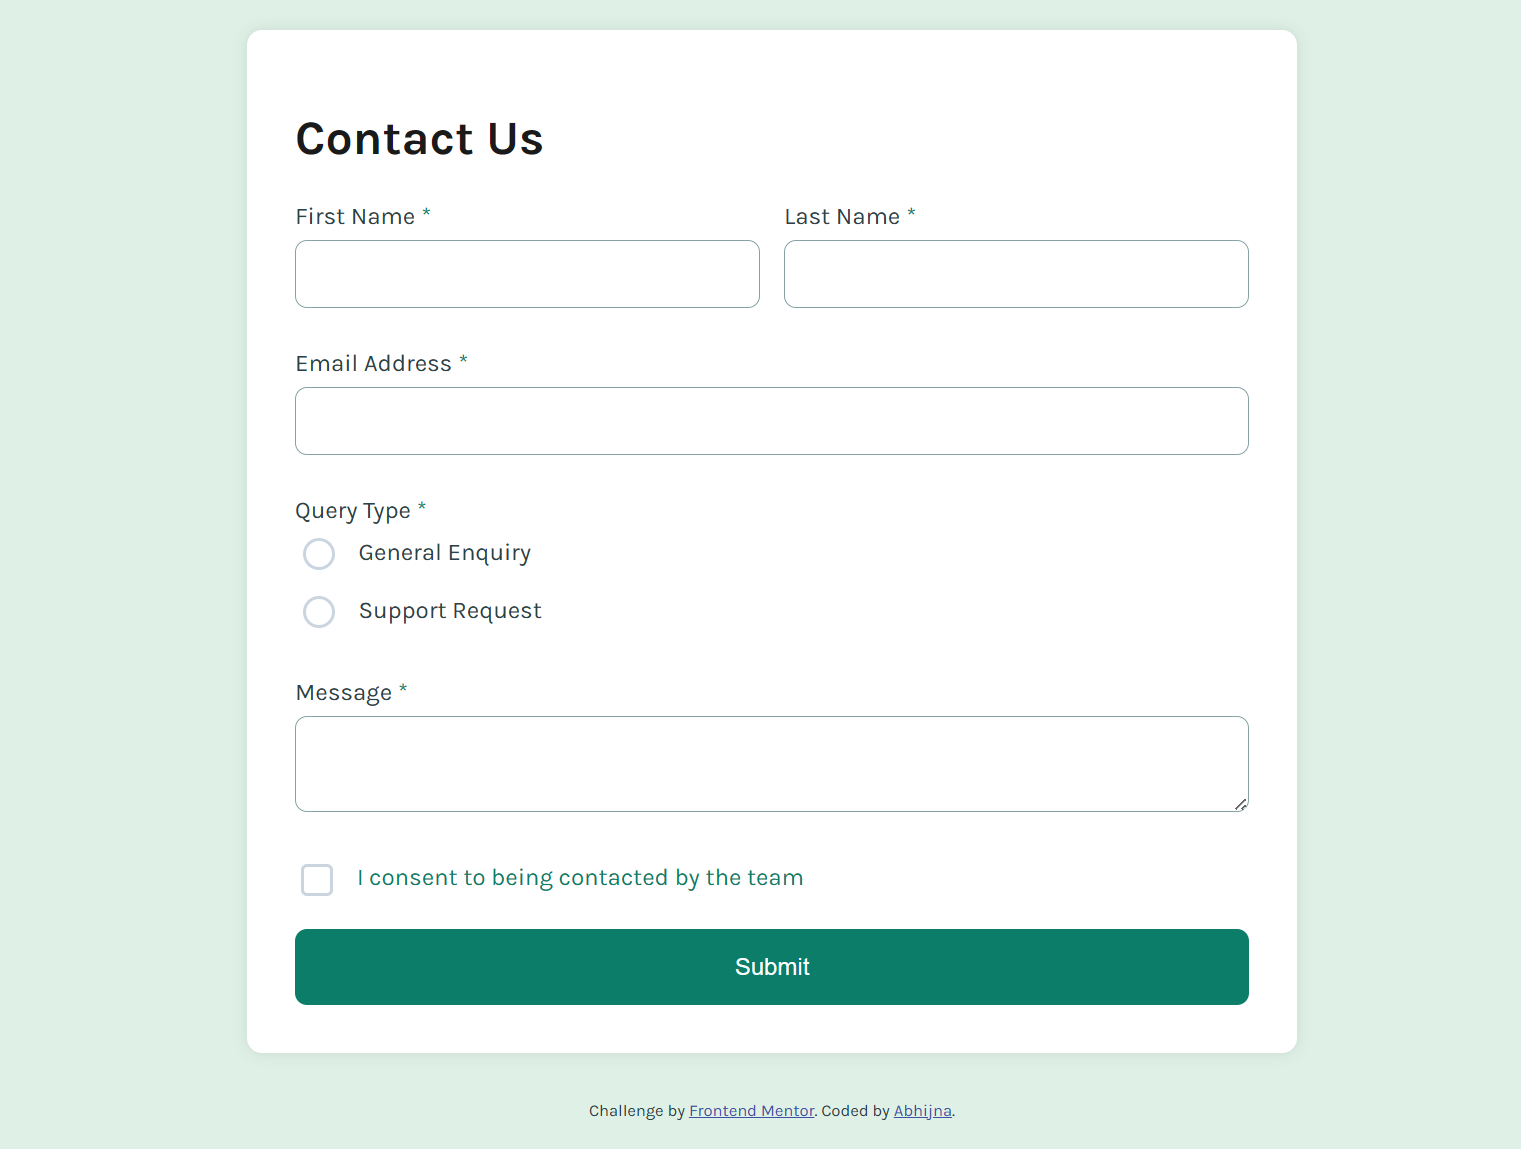 Contact Us
First Name *
Last Name *
Email Address *
Query Type *
General Enquiry
Support Request
Message *
I consent to being contacted by the team
Submit
Challenge by Frontend Mentor. Coded by Abhijna.